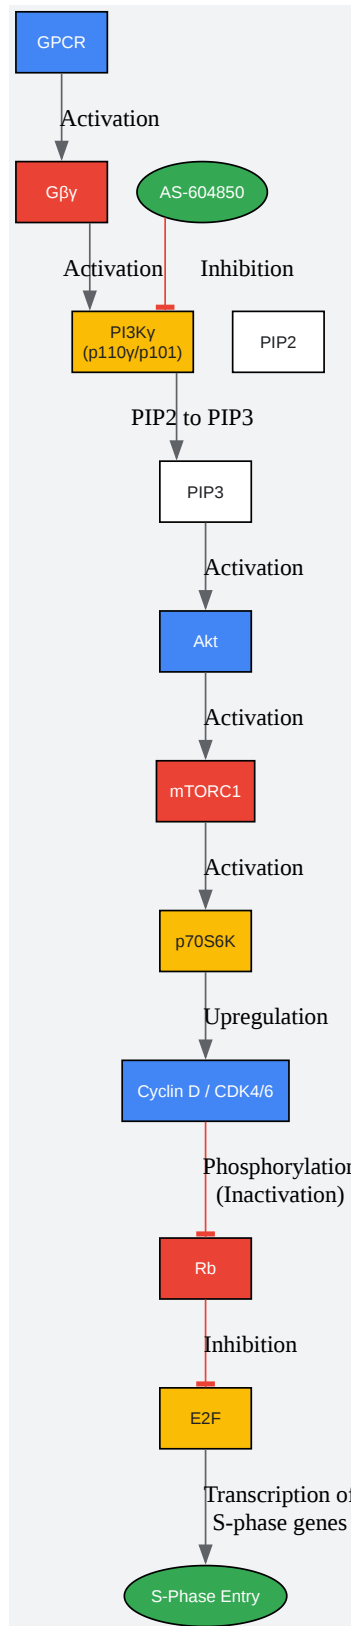 GPCR
Activation
Gβγ
AS-604850
Activation
Inhibition
PI3Kγ
(p110γ/p101)
PIP2
PIP2 to PIP3
PIP3
Activation
Akt
Activation
mTORC1
Activation
p70S6K
Upregulation
Cyclin D / CDK4/6
Phosphorylation
(Inactivation)
Rb
Inhibition
E2F
Transcription of
S-phase genes
S-Phase Entry